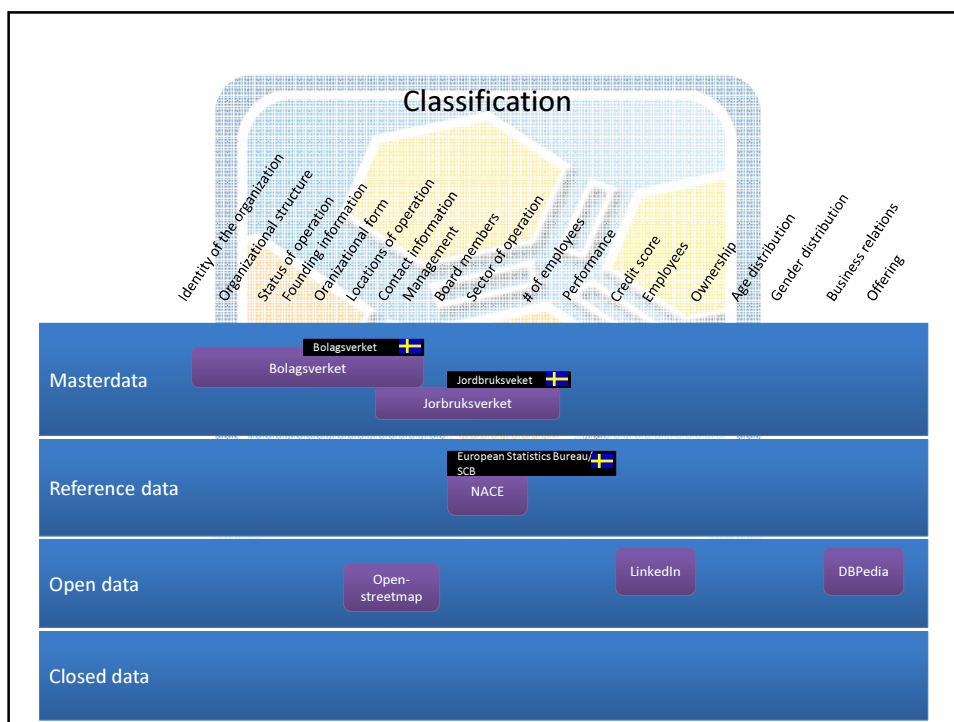 Classification
Identity of the organization
Organizational structure
Status of operation
Founding information
Oranizational form
Locations of operation
Contact information
Management
Board members
Sector of operation
# of employees
Performance
Credit score
Employees
Ownership
Age distribution
Gender distribution
Business relations
Offering
Masterdata
Bolagsverket
Bolagsverket
Jordbruksveket
Jorbruksverket
Reference data
European Statistics Bureau/
SCB
NACE
Open data
Open-
streetmap
LinkedIn
DBPedia
Closed data